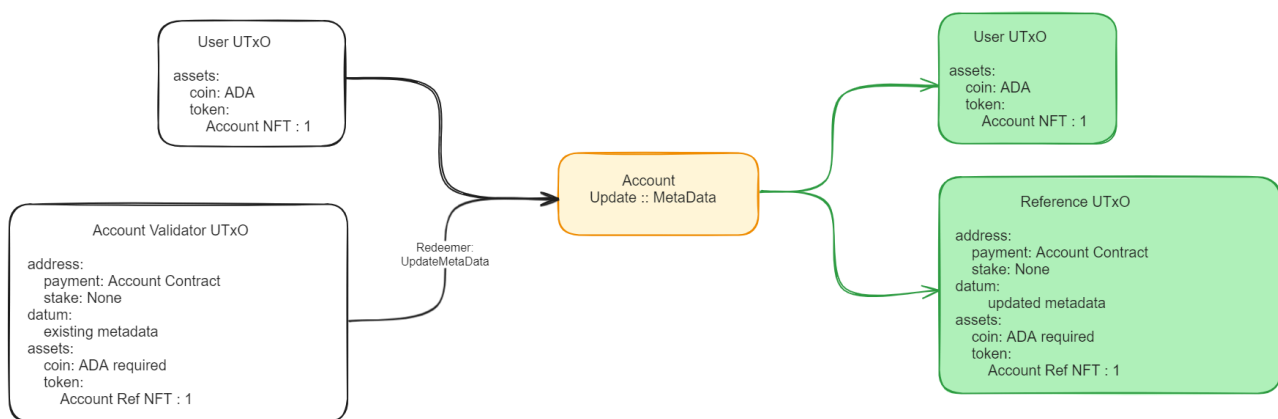 User UTxO
assets:
coin: ADA
token:
Account NFT : 1
Account Validator UTxO
address:
payment: Account Contract
stake: None
datum:
existing metadata
assets:
coin: ADA required
token:
Account Ref NFT : 1
Redeemer:
UpdateMetaData
Account
Update :: MetaData
User UTxO
assets:
coin: ADA
token:
Account NFT : 1
Reference UTxO
address:
payment: Account Contract
stake: None
datum:
updated metadata
assets:
coin: ADA required
token:
Account Ref NFT : 1